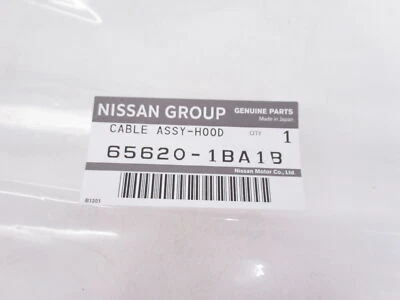 NISSAN GROUP GENUINE PARTS
Made in Japan
CABLE ASSY-HOOD QTY 1
65620-1BA1B
Nissan Motor Co., Ltd.
B1203